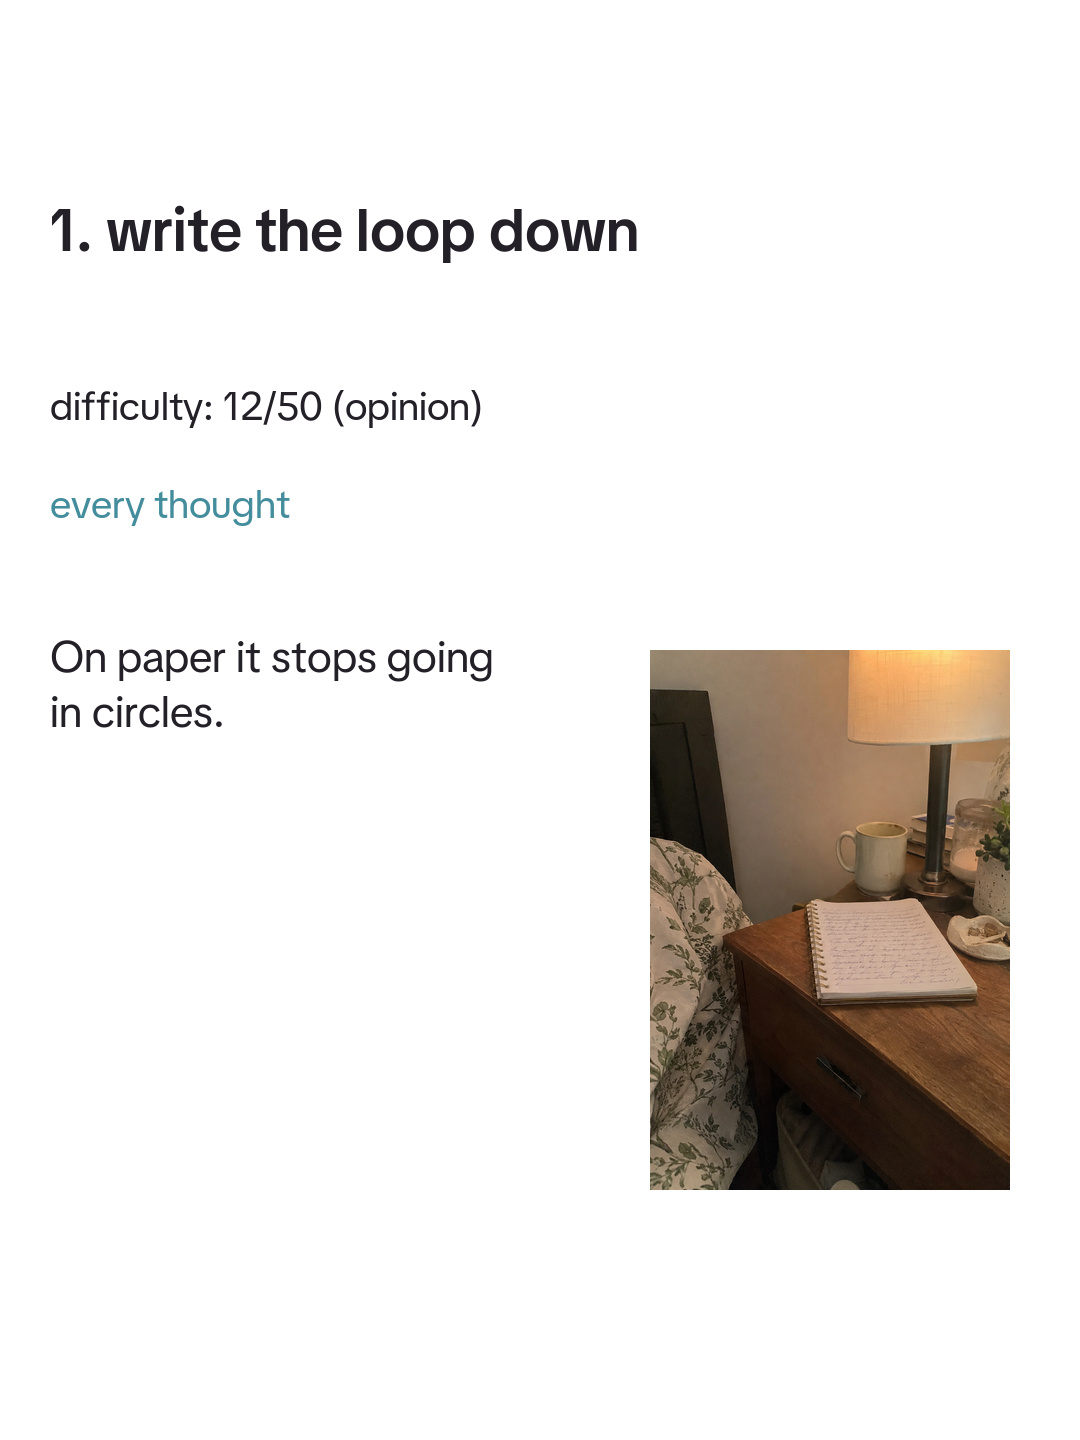 1. write the loop down
difficulty: 12/50 (opinion)
every thought
On paper it stops going
in circles.